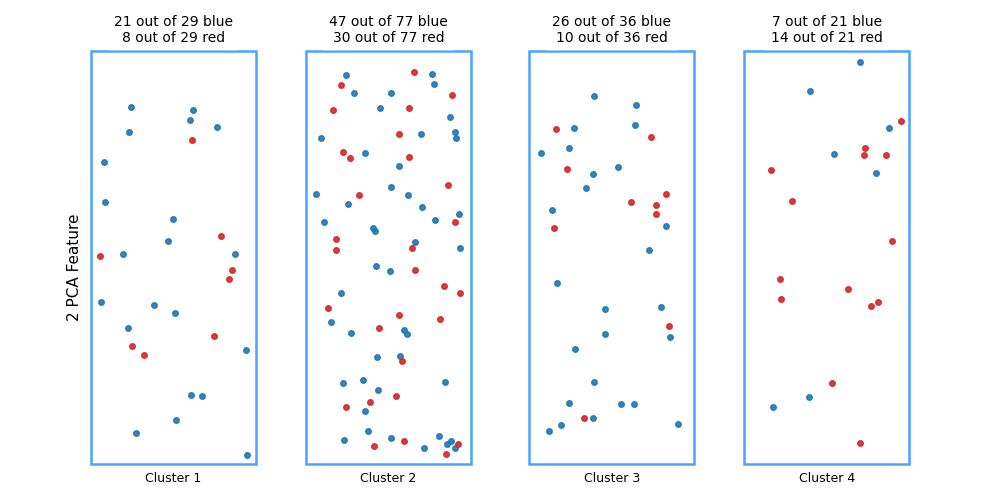 21 out of 29 blue
8 out of 29 red
47 out of 77 blue
30 out of 77 red
26 out of 36 blue
10 out of 36 red
7 out of 21 blue
14 out of 21 red
2 PCA Feature
Cluster 1
Cluster 2
Cluster 3
Cluster 4